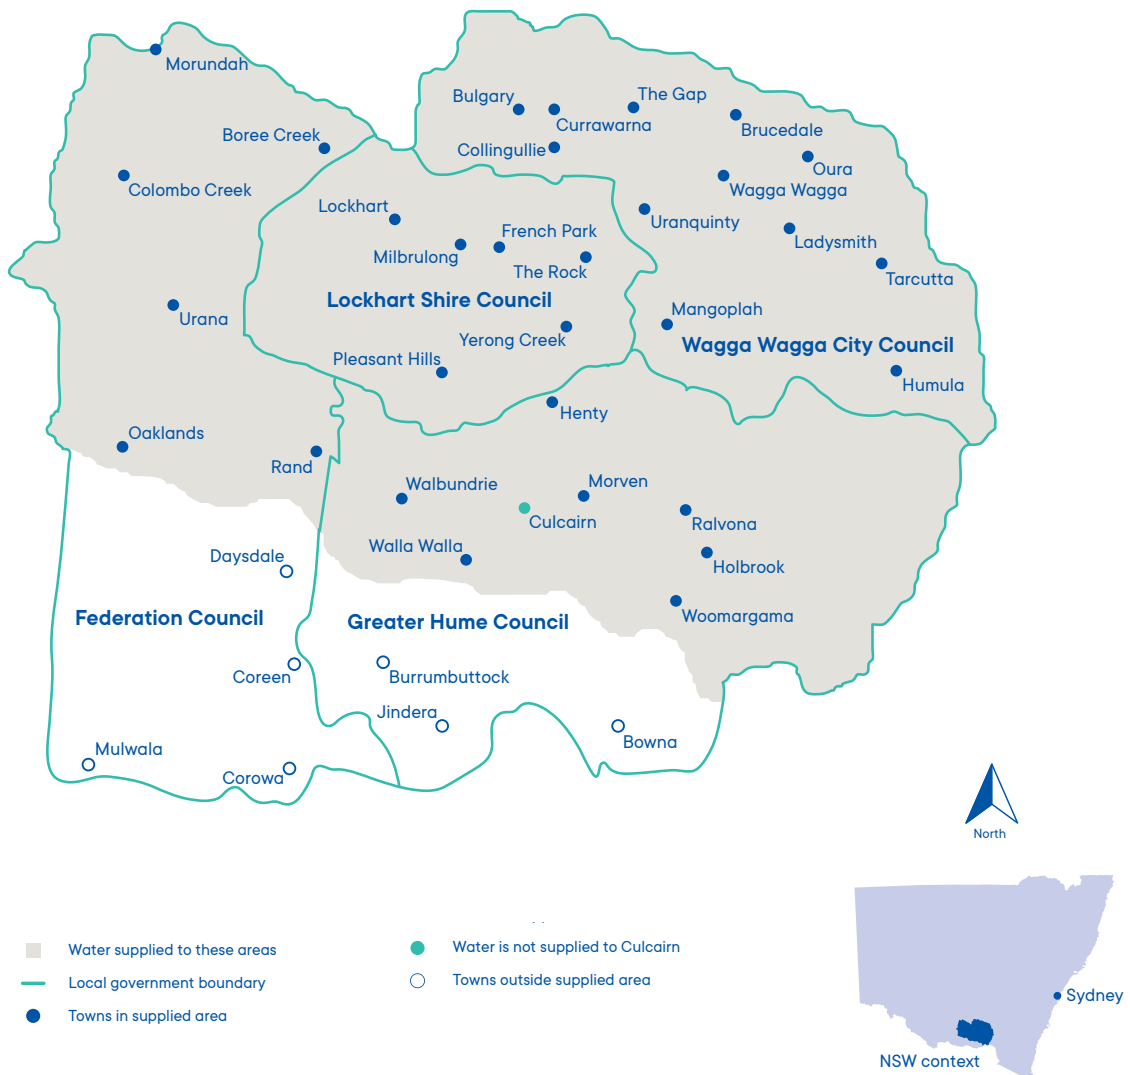 Morundah
Bulgary
The Gap
Currawarna
Brucedale
Boree Creek
Collingullie
Oura
Colombo Creek
Wagga Wagga
Lockhart
Uranquinty
French Park
Ladysmith
Milbrulong
The Rock
Tarcutta
Lockhart Shire Council
Mangoplah
Urana
Yerong Creek
Wagga Wagga City Council
Pleasant Hills
Humula
Henty
Oaklands
Rand
Walbundrie
Morven
Culcairn
Ralvona
Walla Walla
Daysdale
Holbrook
Woomargama
Federation Council
Greater Hume Council
Coreen
Burrumbuttock
Jindera
Bowna
Mulwala
Corowa
North
Water supplied to these areas
Local government boundary
Towns in supplied area
Water is not supplied to Culcairn
Towns outside supplied area
Sydney
NSW context